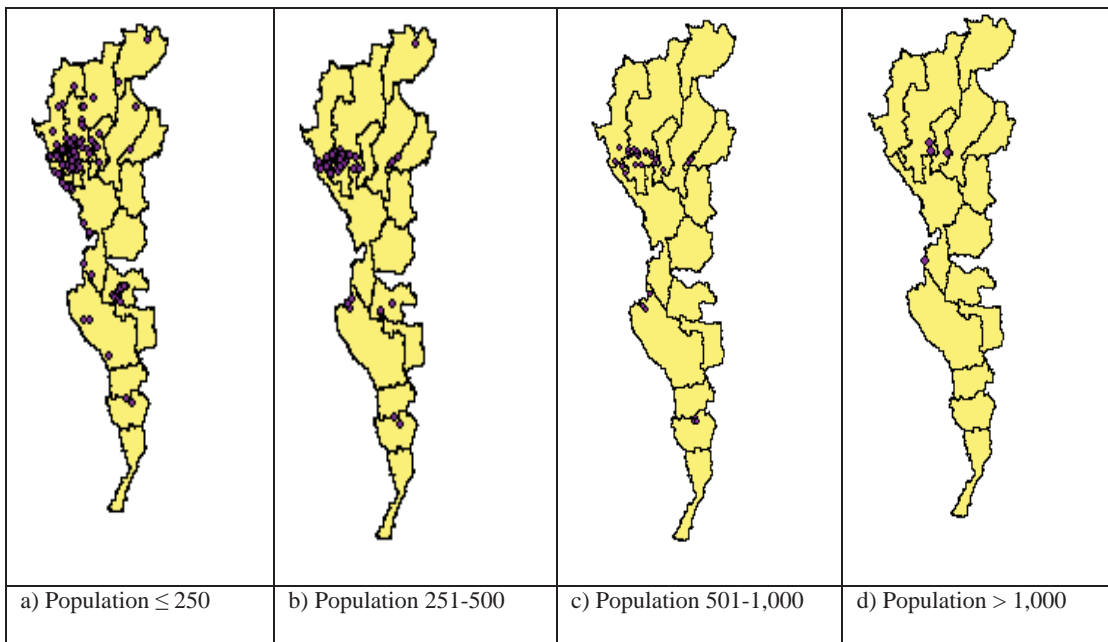 a) Population ≤ 250
b) Population 251-500
c) Population 501-1,000
d) Population > 1,000